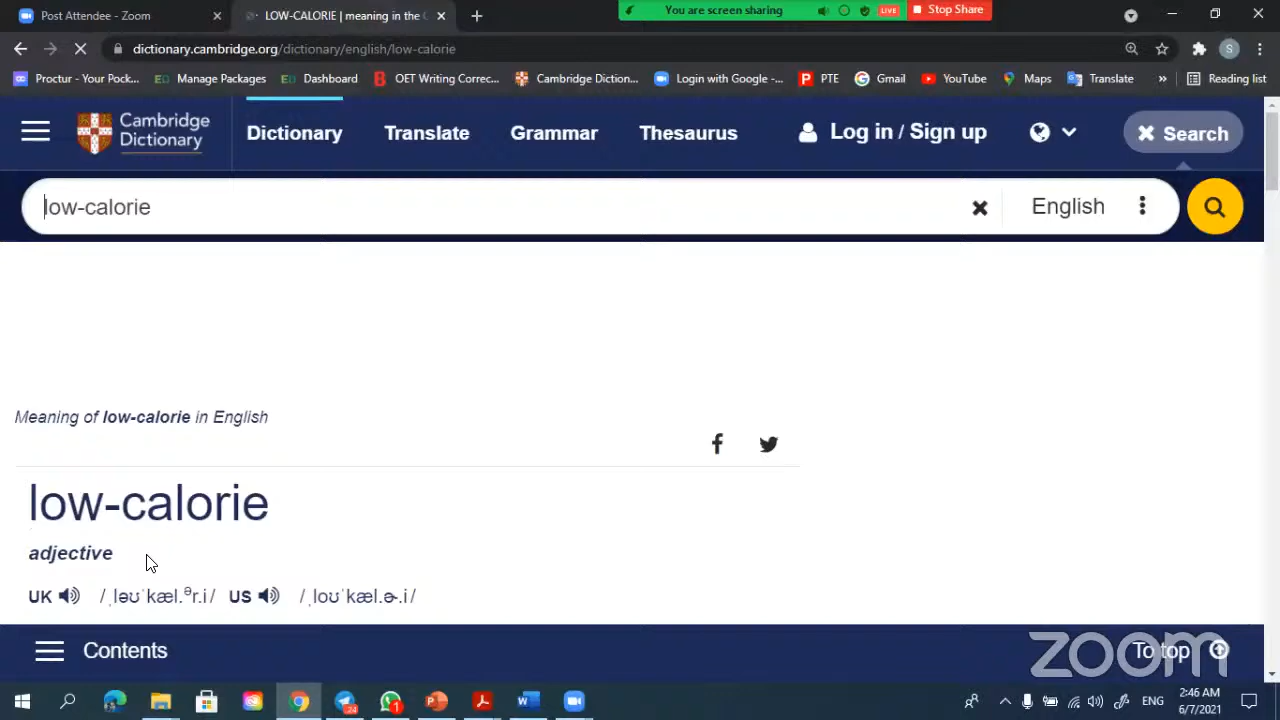 Post Attendee - Zoom
LOW-CALORIE | meaning in the C
You are screen sharing
LIVE
Stop Share
dictionary.cambridge.org/dictionary/english/low-calorie
Proctur - Your Pock...
Manage Packages
Dashboard
OET Writing Correc...
Cambridge Diction...
Login with Google -...
PTE
Gmail
YouTube
Maps
Translate
»
Reading list
Cambridge
Dictionary
Dictionary
Translate
Grammar
Thesaurus
Log in / Sign up
Search
low-calorie
English
Meaning of low-calorie in English
low-calorie
adjective
UK /ˌləʊˈkæl.ᵊr.i/ US /ˌloʊˈkæl.ɚ.i/
Contents
To top
zoom
24
1
ENG
2:46 AM
6/7/2021